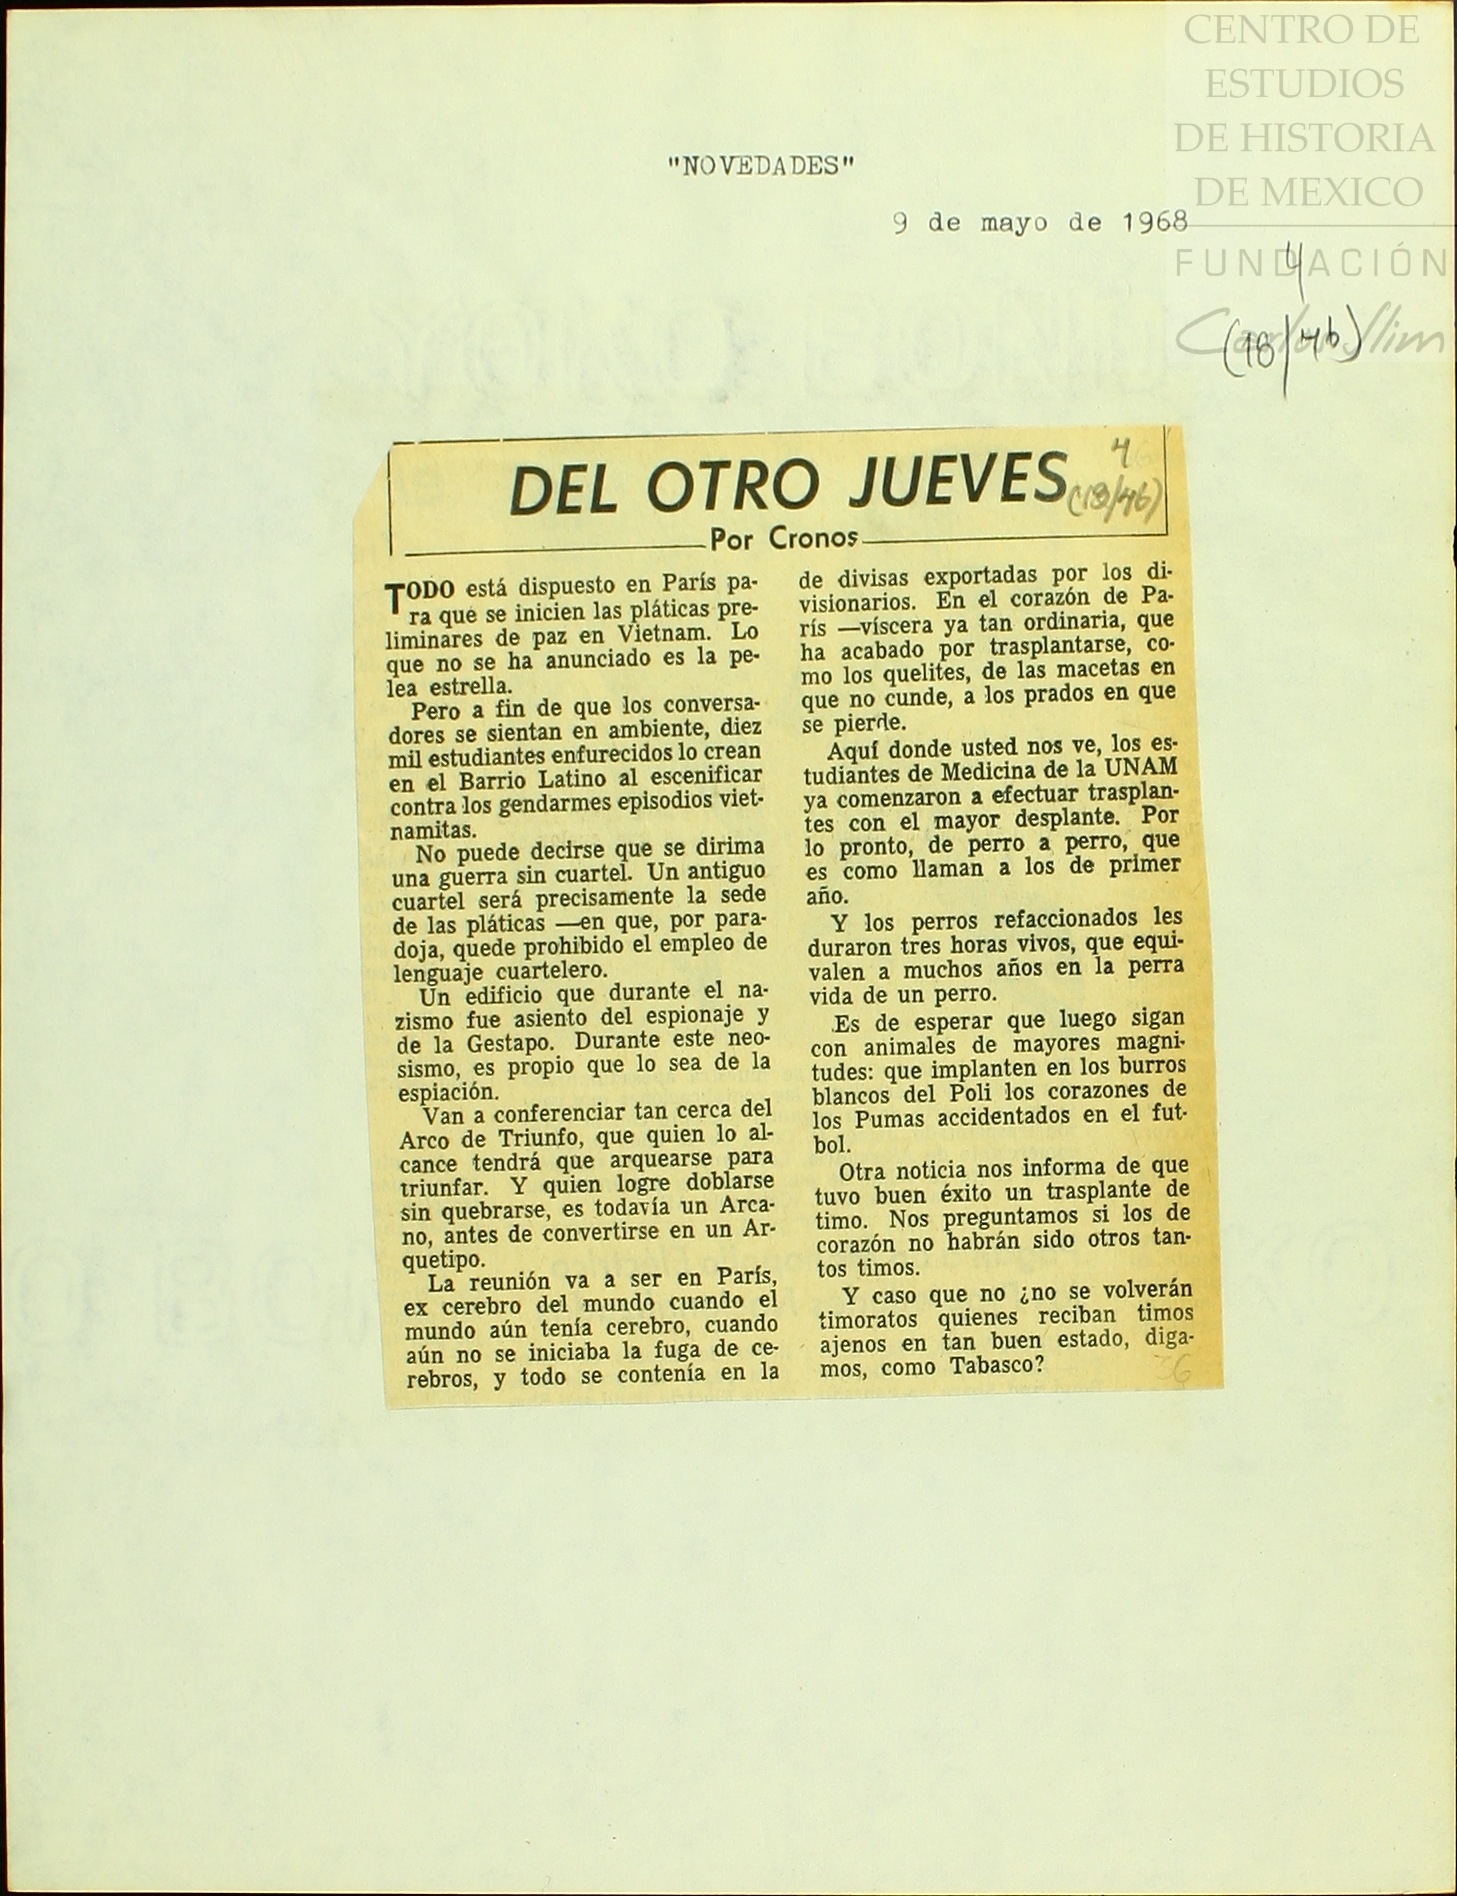 CENTRO DE
ESTUDIOS
DE HISTORIA
DE MEXICO
FUNDACIÓN
Carlos Slim
"NOVEDADES"
9 de mayo de 1968
4
(18/46)
DEL OTRO JUEVES
4
(18/46)
Por Cronos
TODO está dispuesto en París pa-
ra que se inicien las pláticas pre-
liminares de paz en Vietnam. Lo
que no se ha anunciado es la pe-
lea estrella.
Pero a fin de que los conversa-
dores se sientan en ambiente, diez
mil estudiantes enfurecidos lo crean
en el Barrio Latino al escenificar
contra los gendarmes episodios viet-
namitas.
No puede decirse que se dirima
una guerra sin cuartel. Un antiguo
cuartel será precisamente la sede
de las pláticas —en que, por para-
doja, quede prohibido el empleo de
lenguaje cuartelero.
Un edificio que durante el na-
zismo fue asiento del espionaje y
de la Gestapo. Durante este neo-
sismo, es propio que lo sea de la
espiación.
Van a conferenciar tan cerca del
Arco de Triunfo, que quien lo al-
cance tendrá que arquearse para
triunfar. Y quien logre doblarse
sin quebrarse, es todavía un Arca-
no, antes de convertirse en un Ar-
quetipo.
La reunión va a ser en París,
ex cerebro del mundo cuando el
mundo aún tenía cerebro, cuando
aún no se iniciaba la fuga de ce-
rebros, y todo se contenía en la
de divisas exportadas por los di-
visionarios. En el corazón de Pa-
rís —víscera ya tan ordinaria, que
ha acabado por trasplantarse, co-
mo los quelites, de las macetas en
que no cunde, a los prados en que
se pierde.
Aquí donde usted nos ve, los es-
tudiantes de Medicina de la UNAM
ya comenzaron a efectuar trasplan-
tes con el mayor desplante. Por
lo pronto, de perro a perro, que
es como llaman a los de primer
año.
Y los perros refaccionados les
duraron tres horas vivos, que equi-
valen a muchos años en la perra
vida de un perro.
Es de esperar que luego sigan
con animales de mayores magni-
tudes: que implanten en los burros
blancos del Poli los corazones de
los Pumas accidentados en el fut-
bol.
Otra noticia nos informa de que
tuvo buen éxito un trasplante de
timo. Nos preguntamos si los de
corazón no habrán sido otros tan-
tos timos.
Y caso que no ¿no se volverán
timoratos quienes reciban timos
ajenos en tan buen estado, diga-
mos, como Tabasco?
36